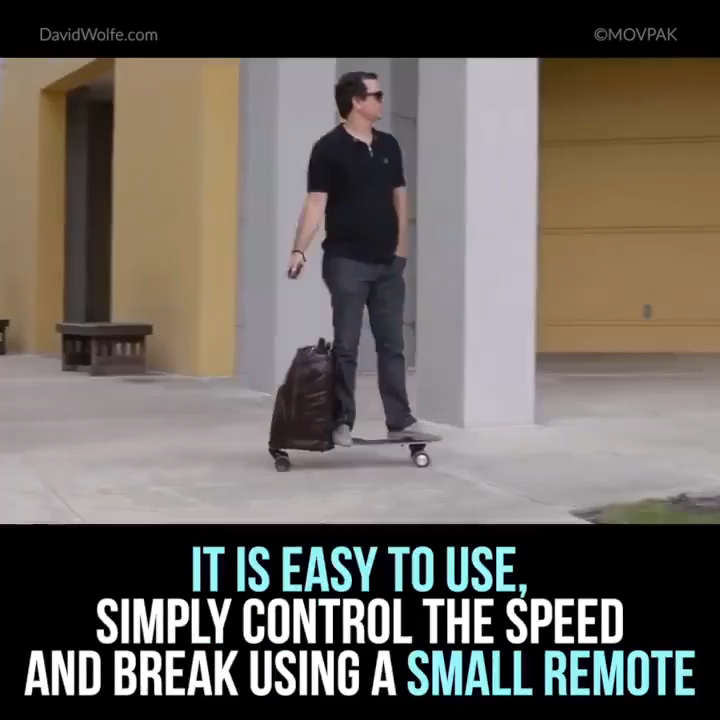 DavidWolfe.com
©MOVPAK
IT IS EASY TO USE,
SIMPLY CONTROL THE SPEED
AND BREAK USING A SMALL REMOTE